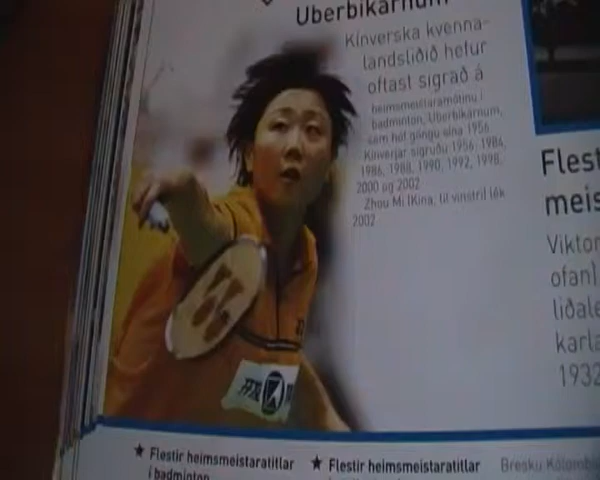 Uberbikarnum
Kínverska kvenna-
landsliðið hefur
oftast sigrað á
heimsmeistaramótinu í
badminton, Uberbikarnum,
sem hóf göngu sína 1956.
Kínverjar sigruðu 1956, 1984,
1986, 1988, 1990, 1992, 1998,
2000 og 2002.
Zhou Mi (Kína, til vinstri) lék
2002.
Flest
meis
Viktor
ofan)
liðale
karla
1932
★ Flestir heimsmeistaratitlar
í badminton
★ Flestir heimsmeistaratitlar
Bresku Kólombíu